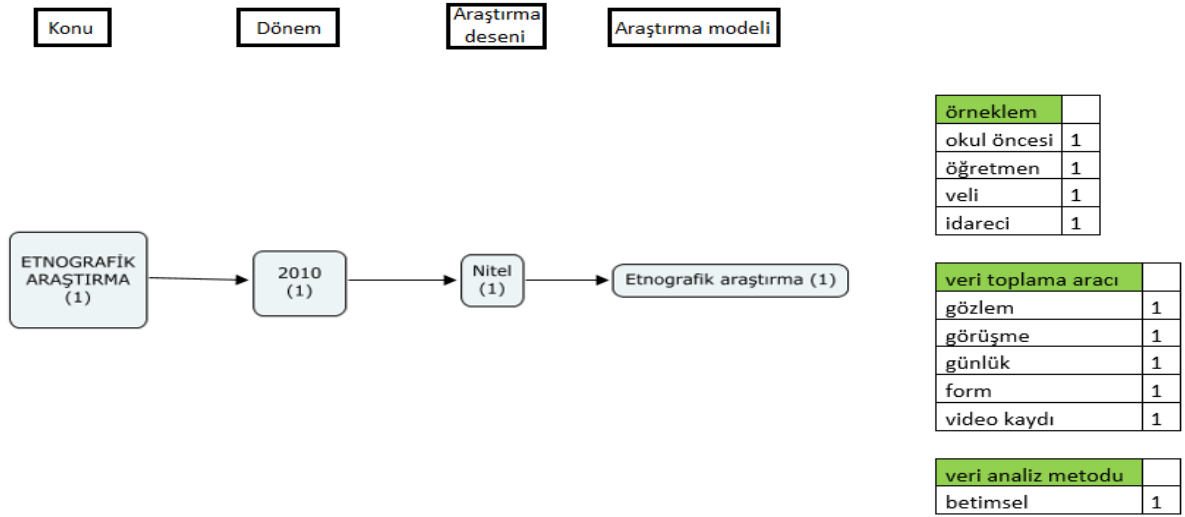 Konu
Dönem
Araştırma
deseni
Araştırma modeli
ETNOGRAFİK
ARAŞTIRMA
(1)
2010
(1)
Nitel
(1)
Etnografik araştırma (1)
örneklem
okul öncesi 1
öğretmen 1
veli 1
idareci 1
veri toplama aracı
gözlem 1
görüşme 1
günlük 1
form 1
video kaydı 1
veri analiz metodu
betimsel 1